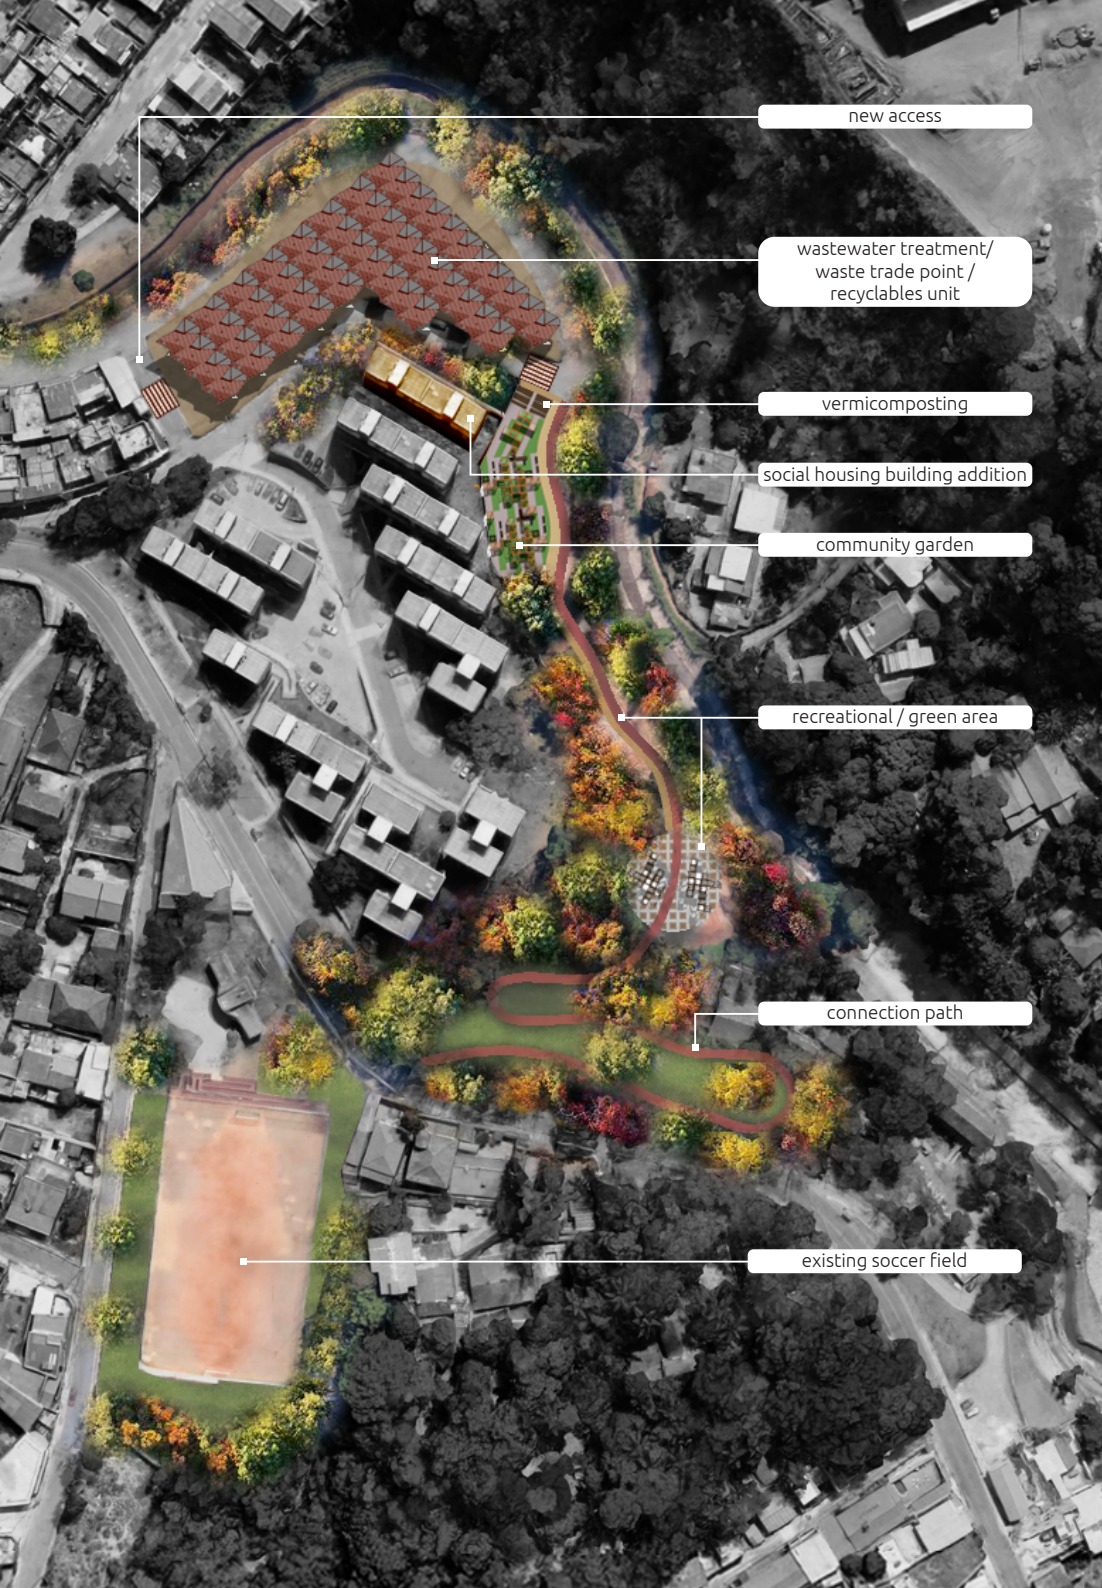 new access
wastewater treatment/
waste trade point /
recyclables unit
vermicomposting
social housing building addition
community garden
recreational / green area
connection path
existing soccer field